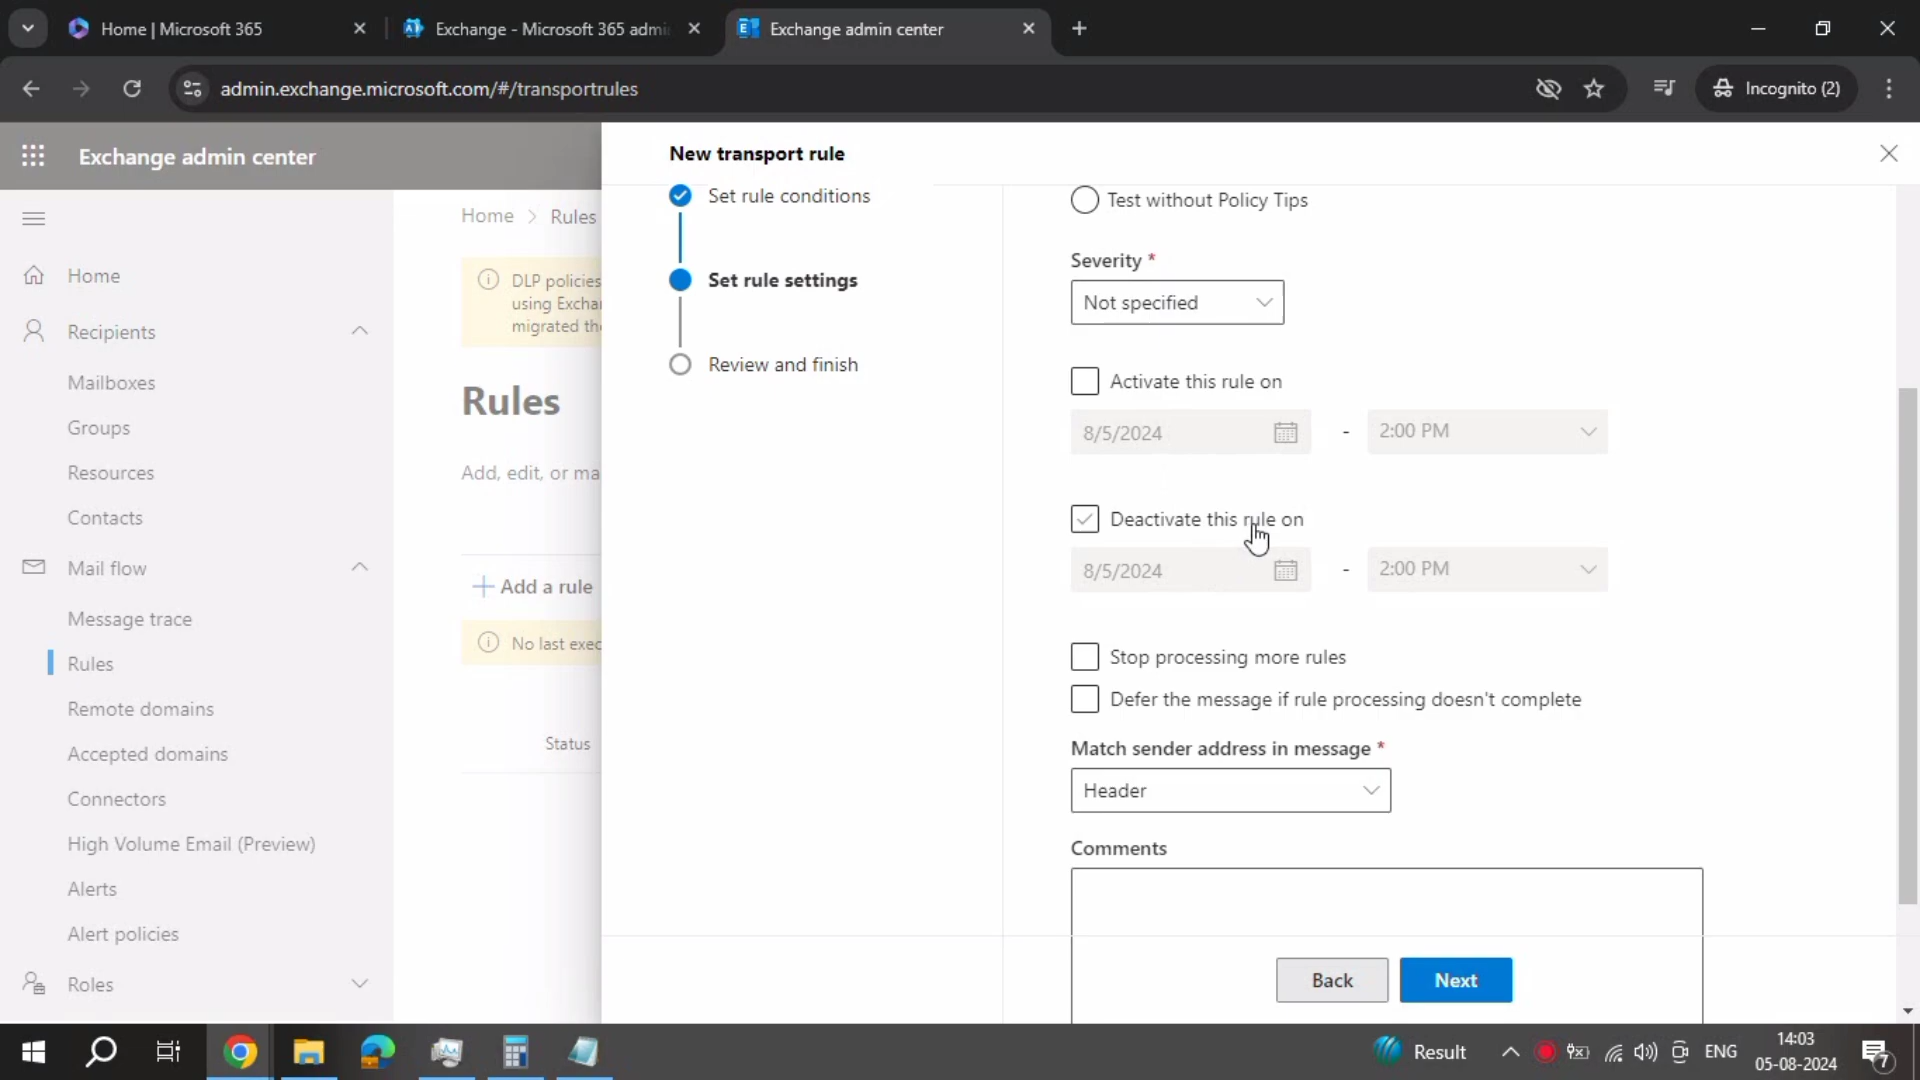 Home | Microsoft 365
Exchange - Microsoft 365 admi
Exchange admin center
admin.exchange.microsoft.com/#/transportrules
Incognito (2)
Exchange admin center
Home
Recipients
Mailboxes
Groups
Resources
Contacts
Mail flow
Message trace
Rules
Remote domains
Accepted domains
Connectors
High Volume Email (Preview)
Alerts
Alert policies
Roles
Home > Rules
DLP policies
using Excha
migrated the
Rules
Add, edit, or ma
+ Add a rule
No last exec
Status
New transport rule
Set rule conditions
Set rule settings
Review and finish
Test without Policy Tips
Severity *
Not specified
Activate this rule on
8/5/2024 - 2:00 PM
Deactivate this rule on
8/5/2024 - 2:00 PM
Stop processing more rules
Defer the message if rule processing doesn't complete
Match sender address in message *
Header
Comments
Back
Next
Result
ENG
14:03
05-08-2024
7